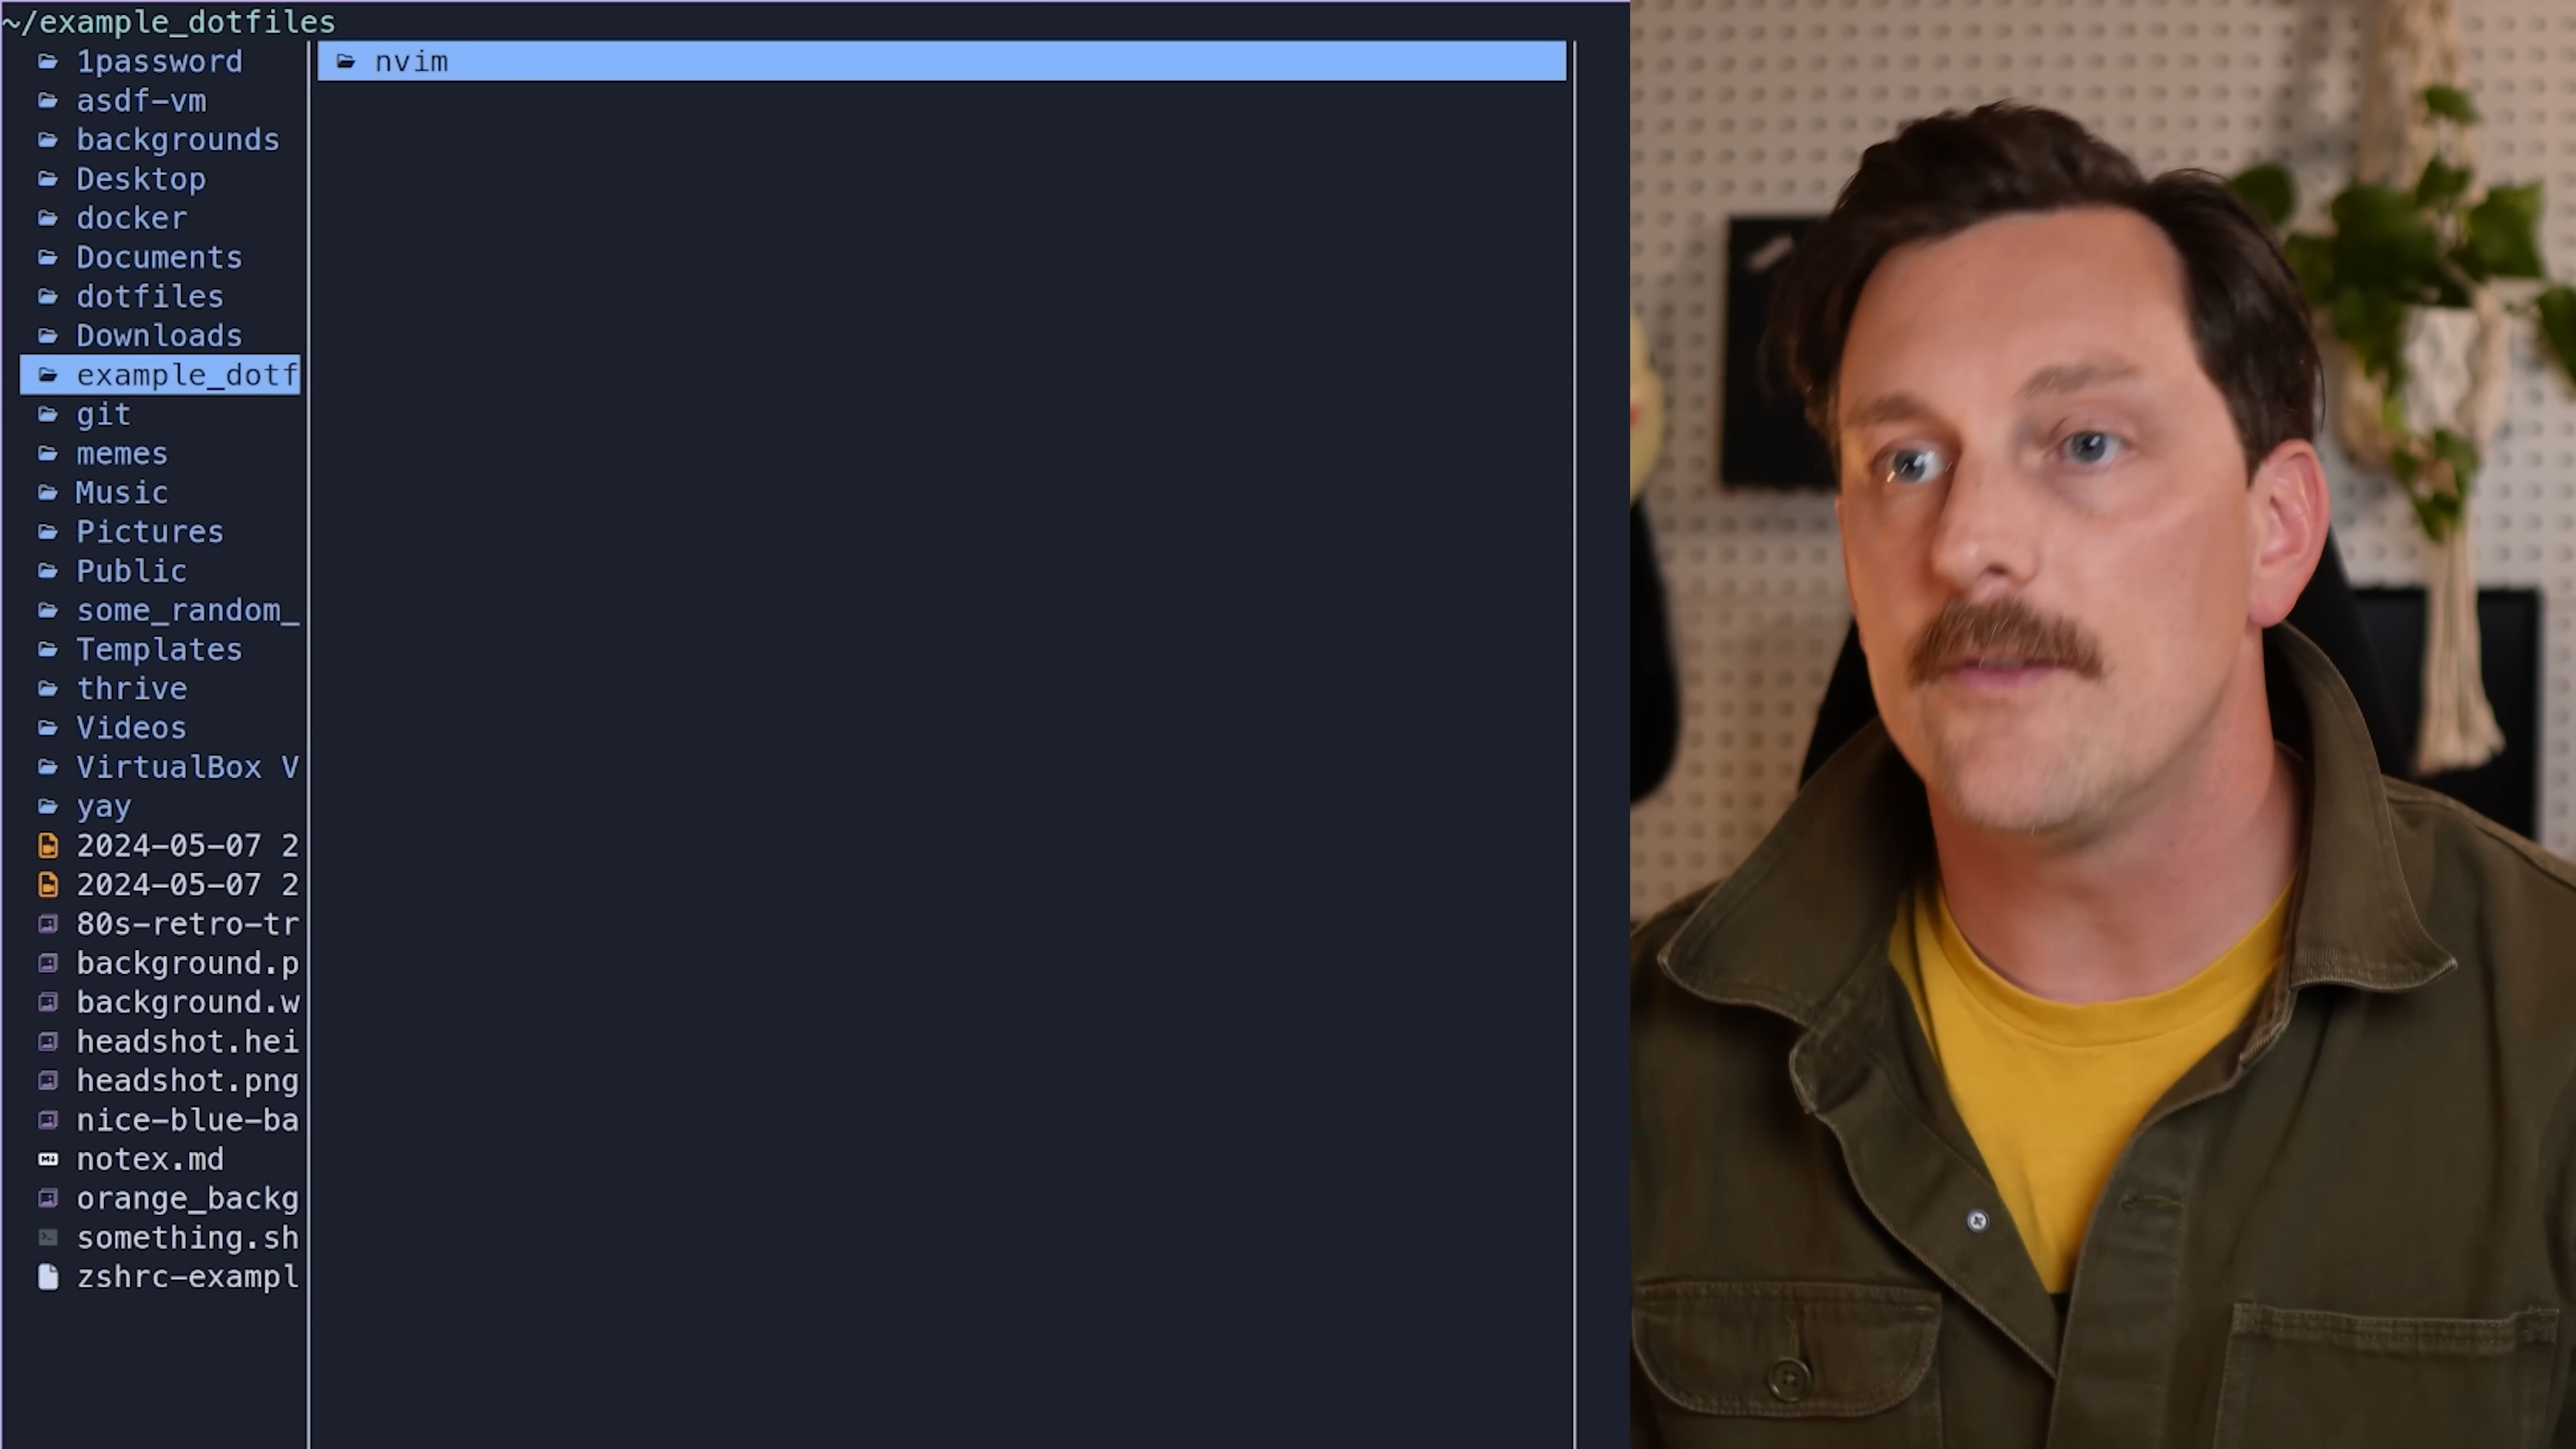 ~/example_dotfiles
1password
asdf-vm
backgrounds
Desktop
docker
Documents
dotfiles
Downloads
example_dotf
git
memes
Music
Pictures
Public
some_random_
Templates
thrive
Videos
VirtualBox V
yay
2024-05-07 2
2024-05-07 2
80s-retro-tr
background.p
background.w
headshot.hei
headshot.png
nice-blue-ba
notex.md
orange_backg
something.sh
zshrc-exampl
nvim